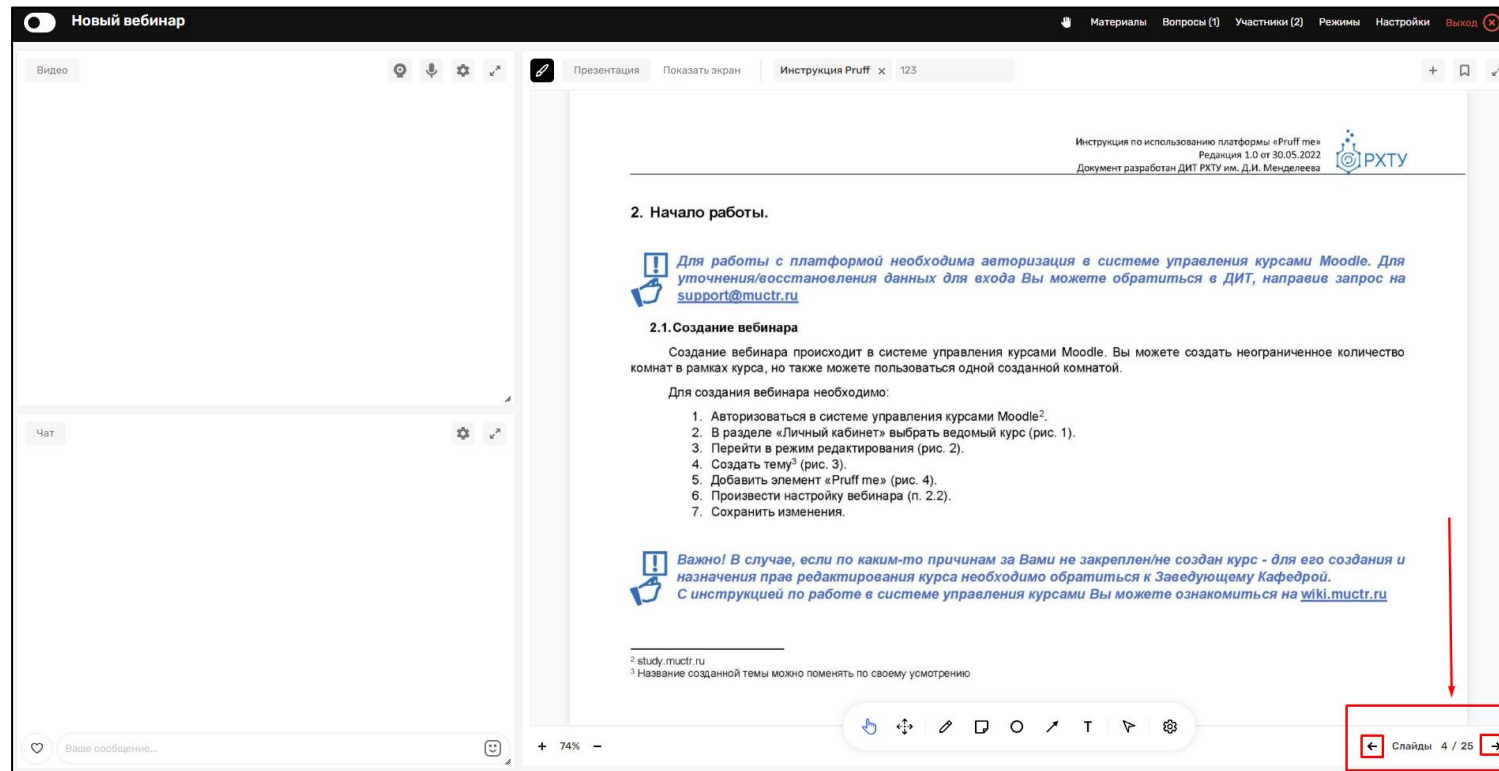 Новый вебинар
Материалы Вопросы (1) Участники (2) Режимы Настройки Выход
Видео
Презентация Показать экран Инструкция Pruff x 123
Инструкция по использованию платформы «Pruff me»
Редакция 1.0 от 30.05.2022
Документ разработан ДИТ РХТУ им. Д.И. Менделеева
РХТУ
2. Начало работы.
Для работы с платформой необходима авторизация в системе управления курсами Moodle. Для
уточнения/восстановления данных для входа Вы можете обратиться в ДИТ, направив запрос на
support@muctr.ru
2.1.Создание вебинара
Создание вебинара происходит в системе управления курсами Moodle. Вы можете создать неограниченное количество
комнат в рамках курса, но также можете пользоваться одной созданной комнатой.
Для создания вебинара необходимо:
1. Авторизоваться в системе управления курсами Moodle².
2. В разделе «Личный кабинет» выбрать ведомый курс (рис. 1).
3. Перейти в режим редактирования (рис. 2).
4. Создать тему³ (рис. 3).
5. Добавить элемент «Pruff me» (рис. 4).
6. Произвести настройку вебинара (п. 2.2).
7. Сохранить изменения.
Важно! В случае, если по каким-то причинам за Вами не закреплен/не создан курс - для его создания и
назначения прав редактирования курса необходимо обратиться к Заведующему Кафедрой.
С инструкцией по работе в системе управления курсами Вы можете ознакомиться на wiki.muctr.ru
² study.muctr.ru
³ Название созданной темы можно поменять по своему усмотрению
Чат
Ваше сообщение...
+ 74% −
T
Слайды 4 / 25